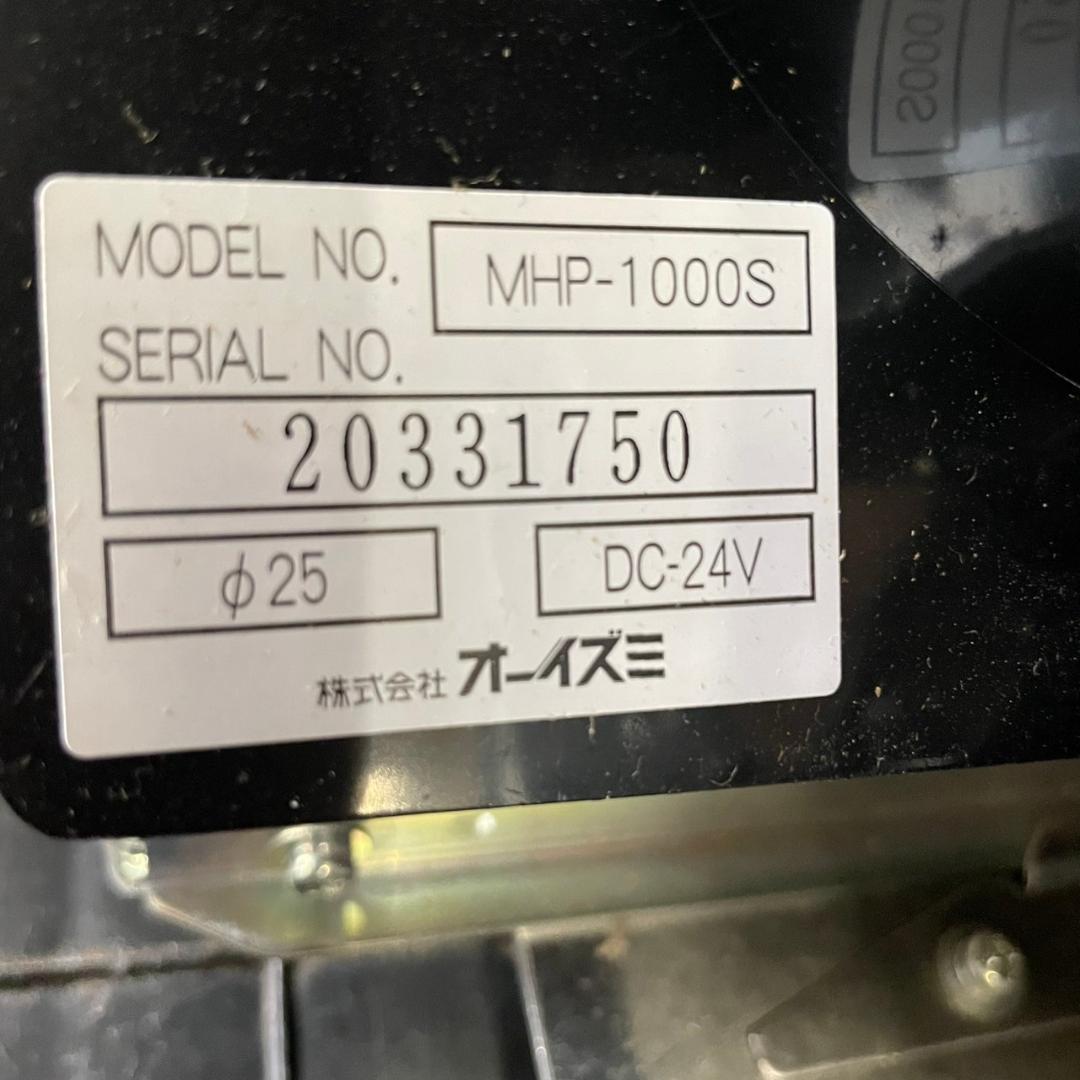 MODEL NO. MHP-1000S
SERIAL NO.
20331750
φ25 DC-24V
株式会社 オーイズミ